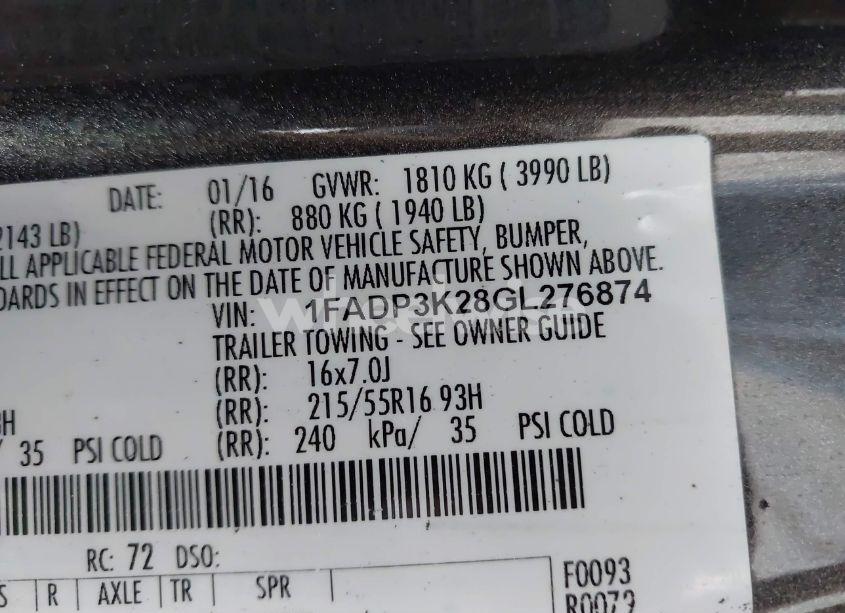 DATE: 01/16 GVWR: 1810 KG ( 3990 LB)
2143 LB) (RR): 880 KG ( 1940 LB)
LL APPLICABLE FEDERAL MOTOR VEHICLE SAFETY, BUMPER,
DARDS IN EFFECT ON THE DATE OF MANUFACTURE SHOWN ABOVE.
VIN: 1FADP3K28GL276874
TRAILER TOWING - SEE OWNER GUIDE
(RR): 16x7.0J
H (RR): 215/55R16 93H
/ 35 PSI COLD (RR): 240 kPa/ 35 PSI COLD
RC: 72 DSO:
S R AXLE TR SPR F0093
R0073